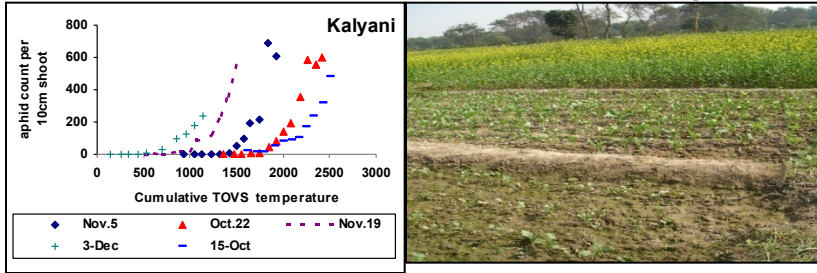 Kalyani
aphid count per
10cm shoot
800
600
400
200
0
0 500 1000 1500 2000 2500 3000
Cumulative TOVS temperature
Nov.5 Oct.22 Nov.19
3-Dec 15-Oct